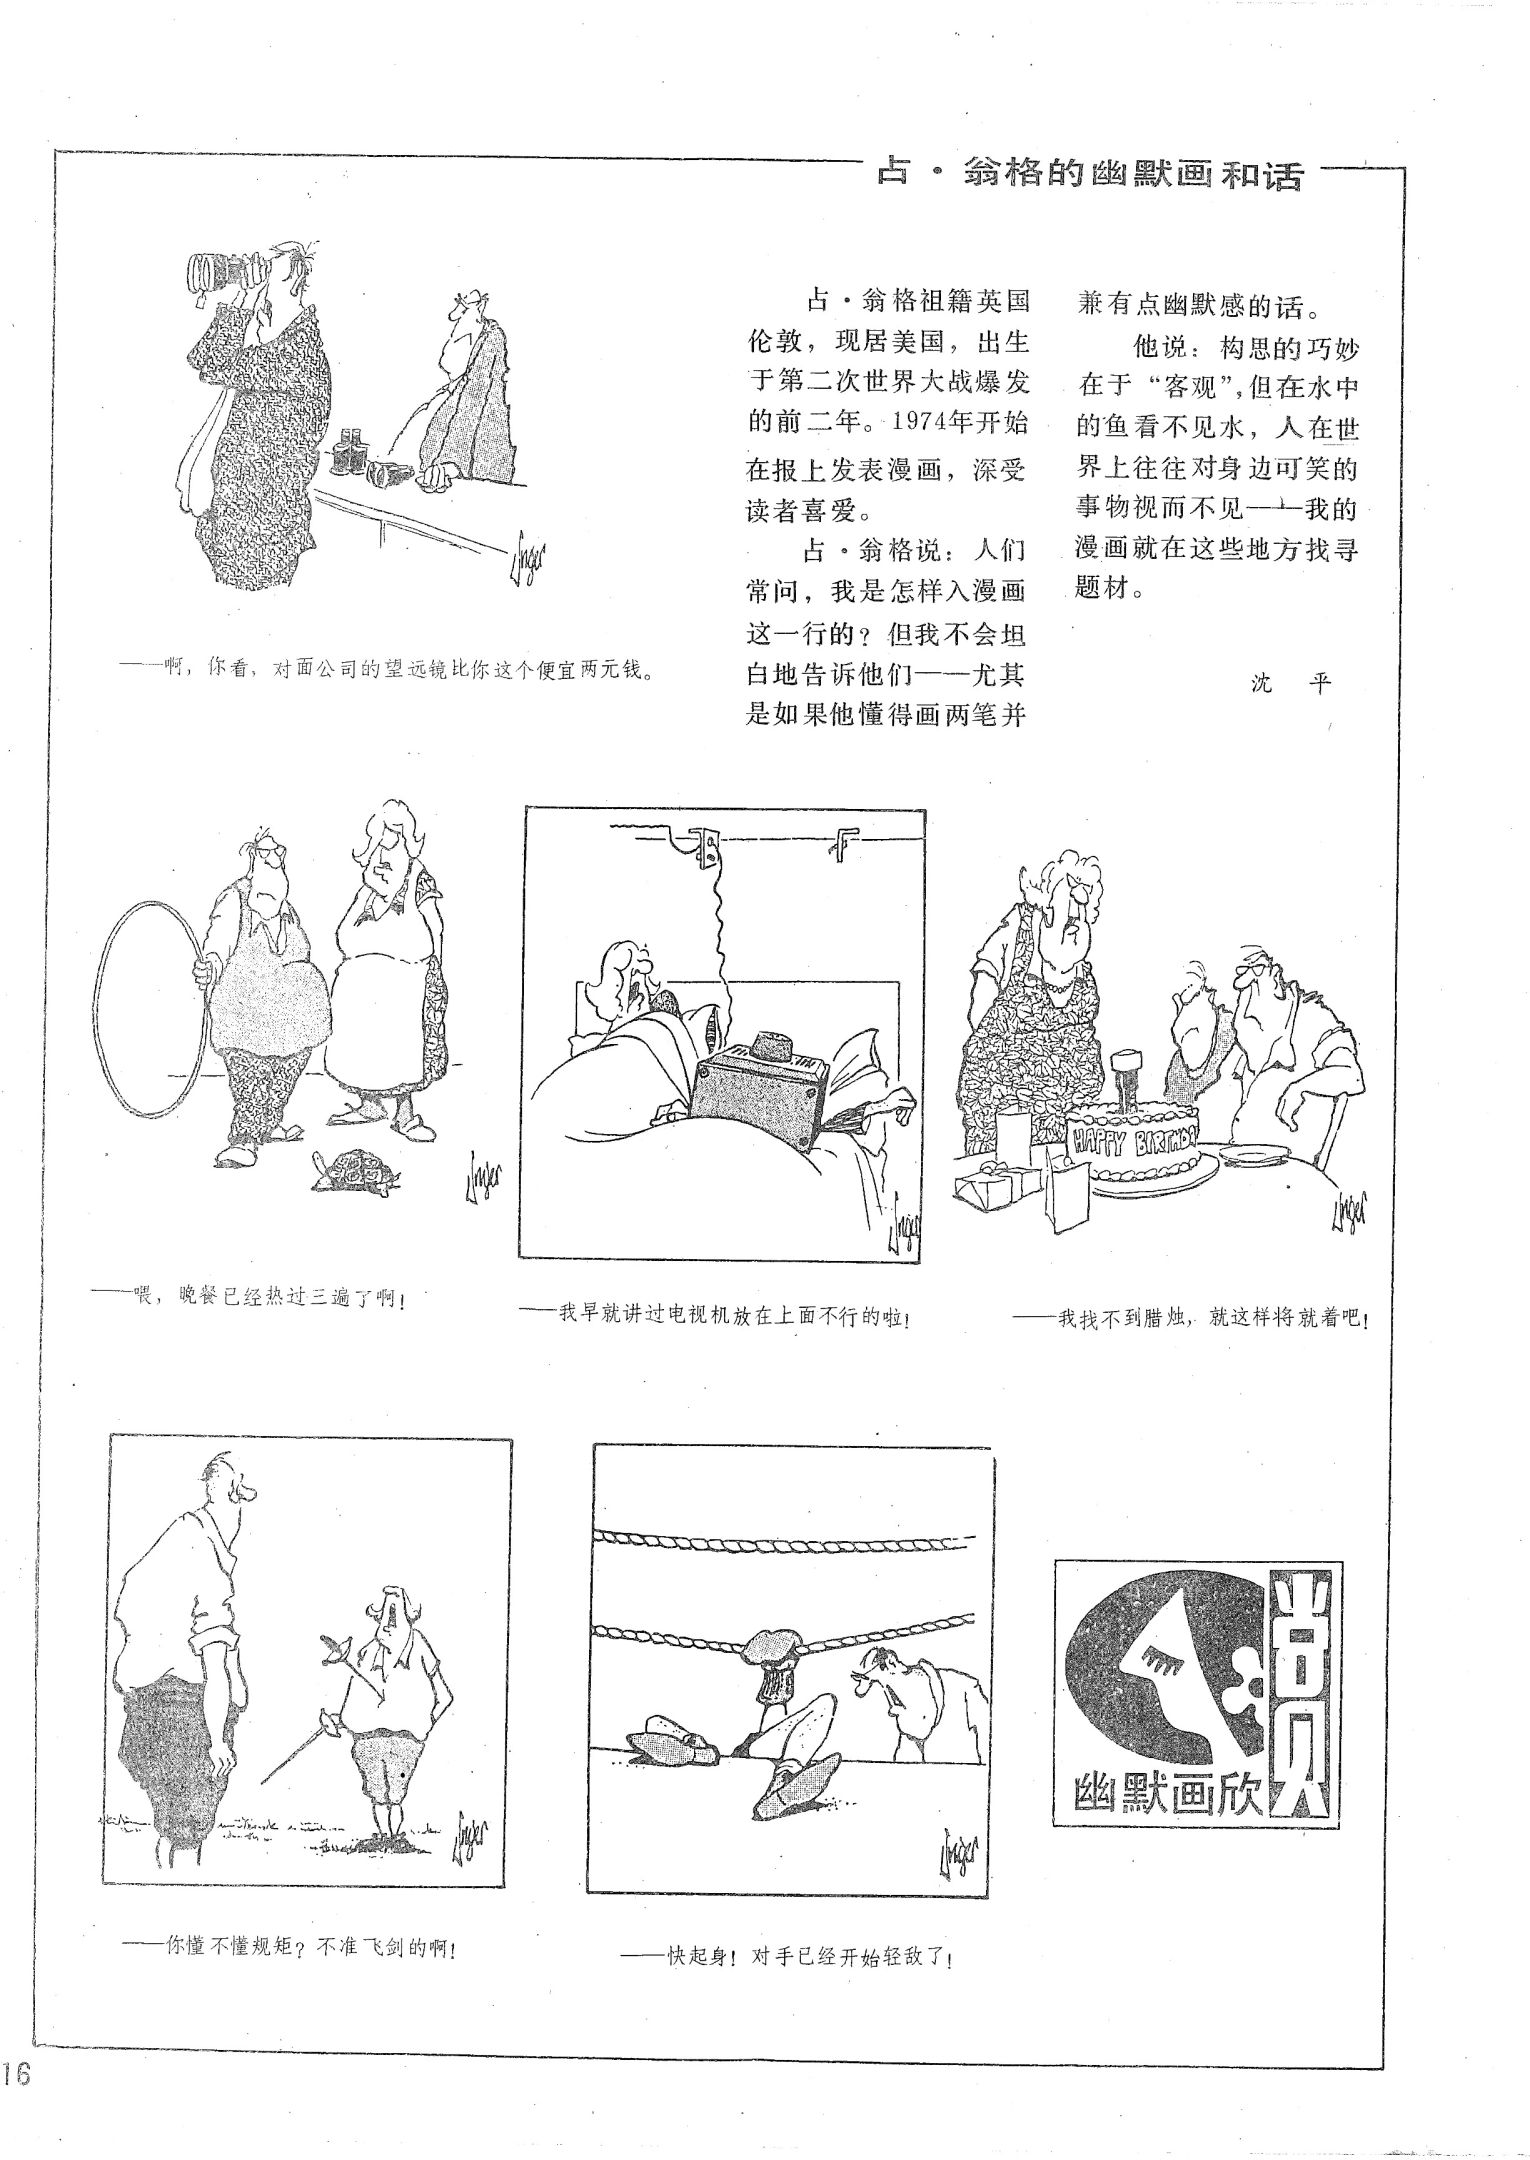 占·翁格的幽默画和话
占·翁格祖籍英国
伦敦，现居美国，出生
于第二次世界大战爆发
的前二年。1974年开始
在报上发表漫画，深受
读者喜爱。
占·翁格说：人们
常问，我是怎样入漫画
这一行的？但我不会坦
白地告诉他们——尤其
是如果他懂得画两笔并
兼有点幽默感的话。
他说：构思的巧妙
在于“客观”，但在水中
的鱼看不见水，人在世
界上往往对身边可笑的
事物视而不见——我的
漫画就在这些地方找寻
题材。
沈 平
Unger
——啊，你看，对面公司的望远镜比你这个便宜两元钱。
Unger
——喂，晚餐已经热过三遍了啊！
Unger
——我早就讲过电视机放在上面不行的啦！
HAPPY BIRTHDA
Unger
——我找不到腊烛，就这样将就着吧！
Unger
——你懂不懂规矩？不准飞剑的啊！
Unger
——快起身！对手已经开始轻敌了！
幽默画欣
赏
16